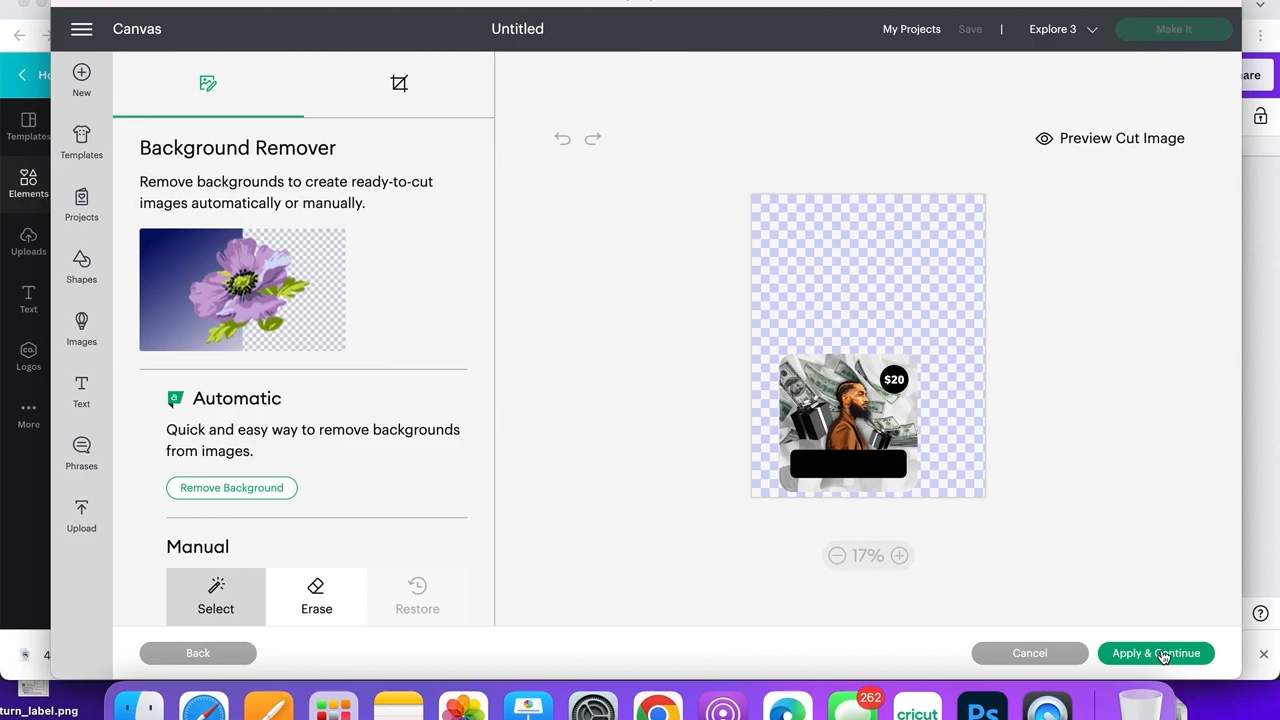 Canvas
Untitled
My Projects
Save
|
Explore 3
Make It
New
Templates
Projects
Shapes
Images
Text
Phrases
Upload
Templates
Elements
Uploads
Text
Logos
More
Background Remover
Remove backgrounds to create ready-to-cut
images automatically or manually.
Automatic
Quick and easy way to remove backgrounds
from images.
Remove Background
Manual
Select
Erase
Restore
Preview Cut Image
$20
17%
Back
Cancel
Apply & Continue
turn_label.png
262
cricut
Ps